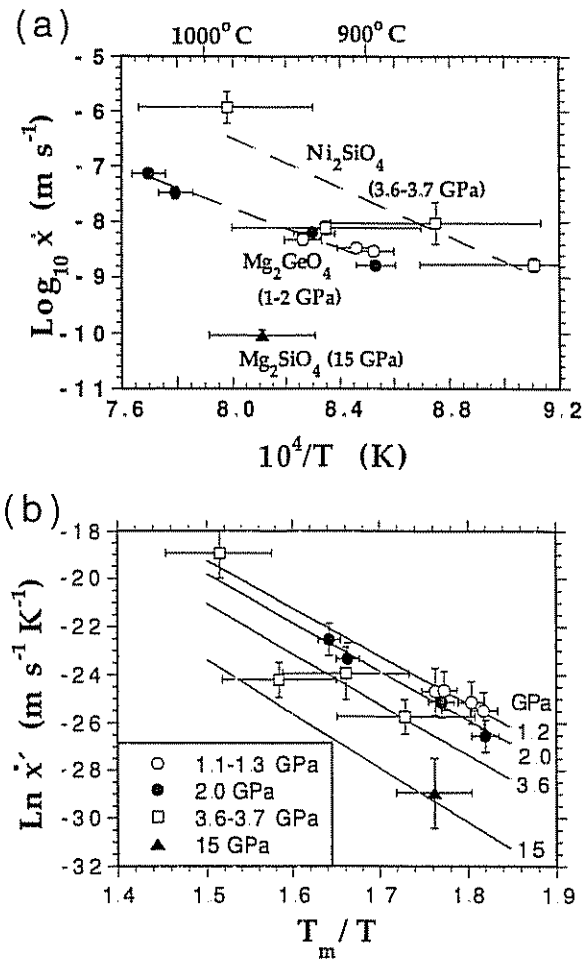 (a)
1000° C 900° C
- 5
- 6
- 7
- 8
- 9
- 10
-11
Log10 ẋ (m s-1)
Ni2SiO4
(3.6-3.7 GPa)
Mg2GeO4
(1-2 GPa)
Mg2SiO4 (15 GPa)
7.6 8.0 8.4 8.8 9.2
10^4/T (K)
(b)
-18
-20
-22
-24
-25
-28
-30
-32
Ln ẋ′ (m s-1 K-1)
GPa
1.2
2.0
3.6
15
1.1-1.3 GPa
2.0 GPa
3.6-3.7 GPa
15 GPa
1.4 1.5 1.6 1.7 1.8 1.9
Tm/T